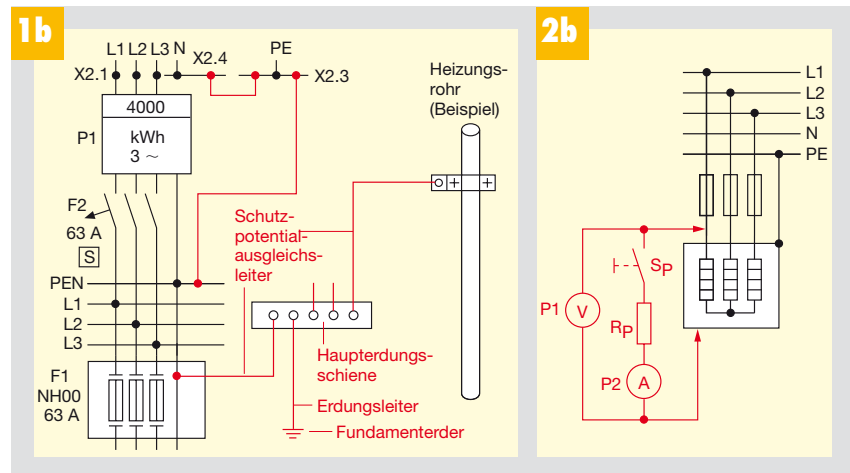 1b
L1 L2 L3 N
X2.4
PE
X2.1
X2.3
4000
P1
kWh
3 ~
F2
63 A
S
PEN
L1
L2
L3
F1
NH00
63 A
Schutz-
potential-
ausgleichs-
leiter
Heizungs-
rohr
(Beispiel)
Haupterdungs-
schiene
Erdungsleiter
Fundamenterder
2b
L1
L2
L3
N
PE
SP
P1
V
RP
P2
A